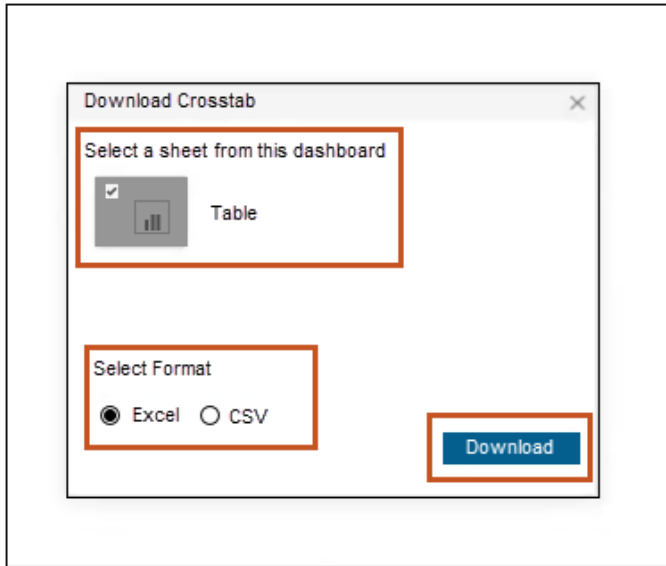 Download Crosstab
Select a sheet from this dashboard
Table
Select Format
Excel CSV
Download